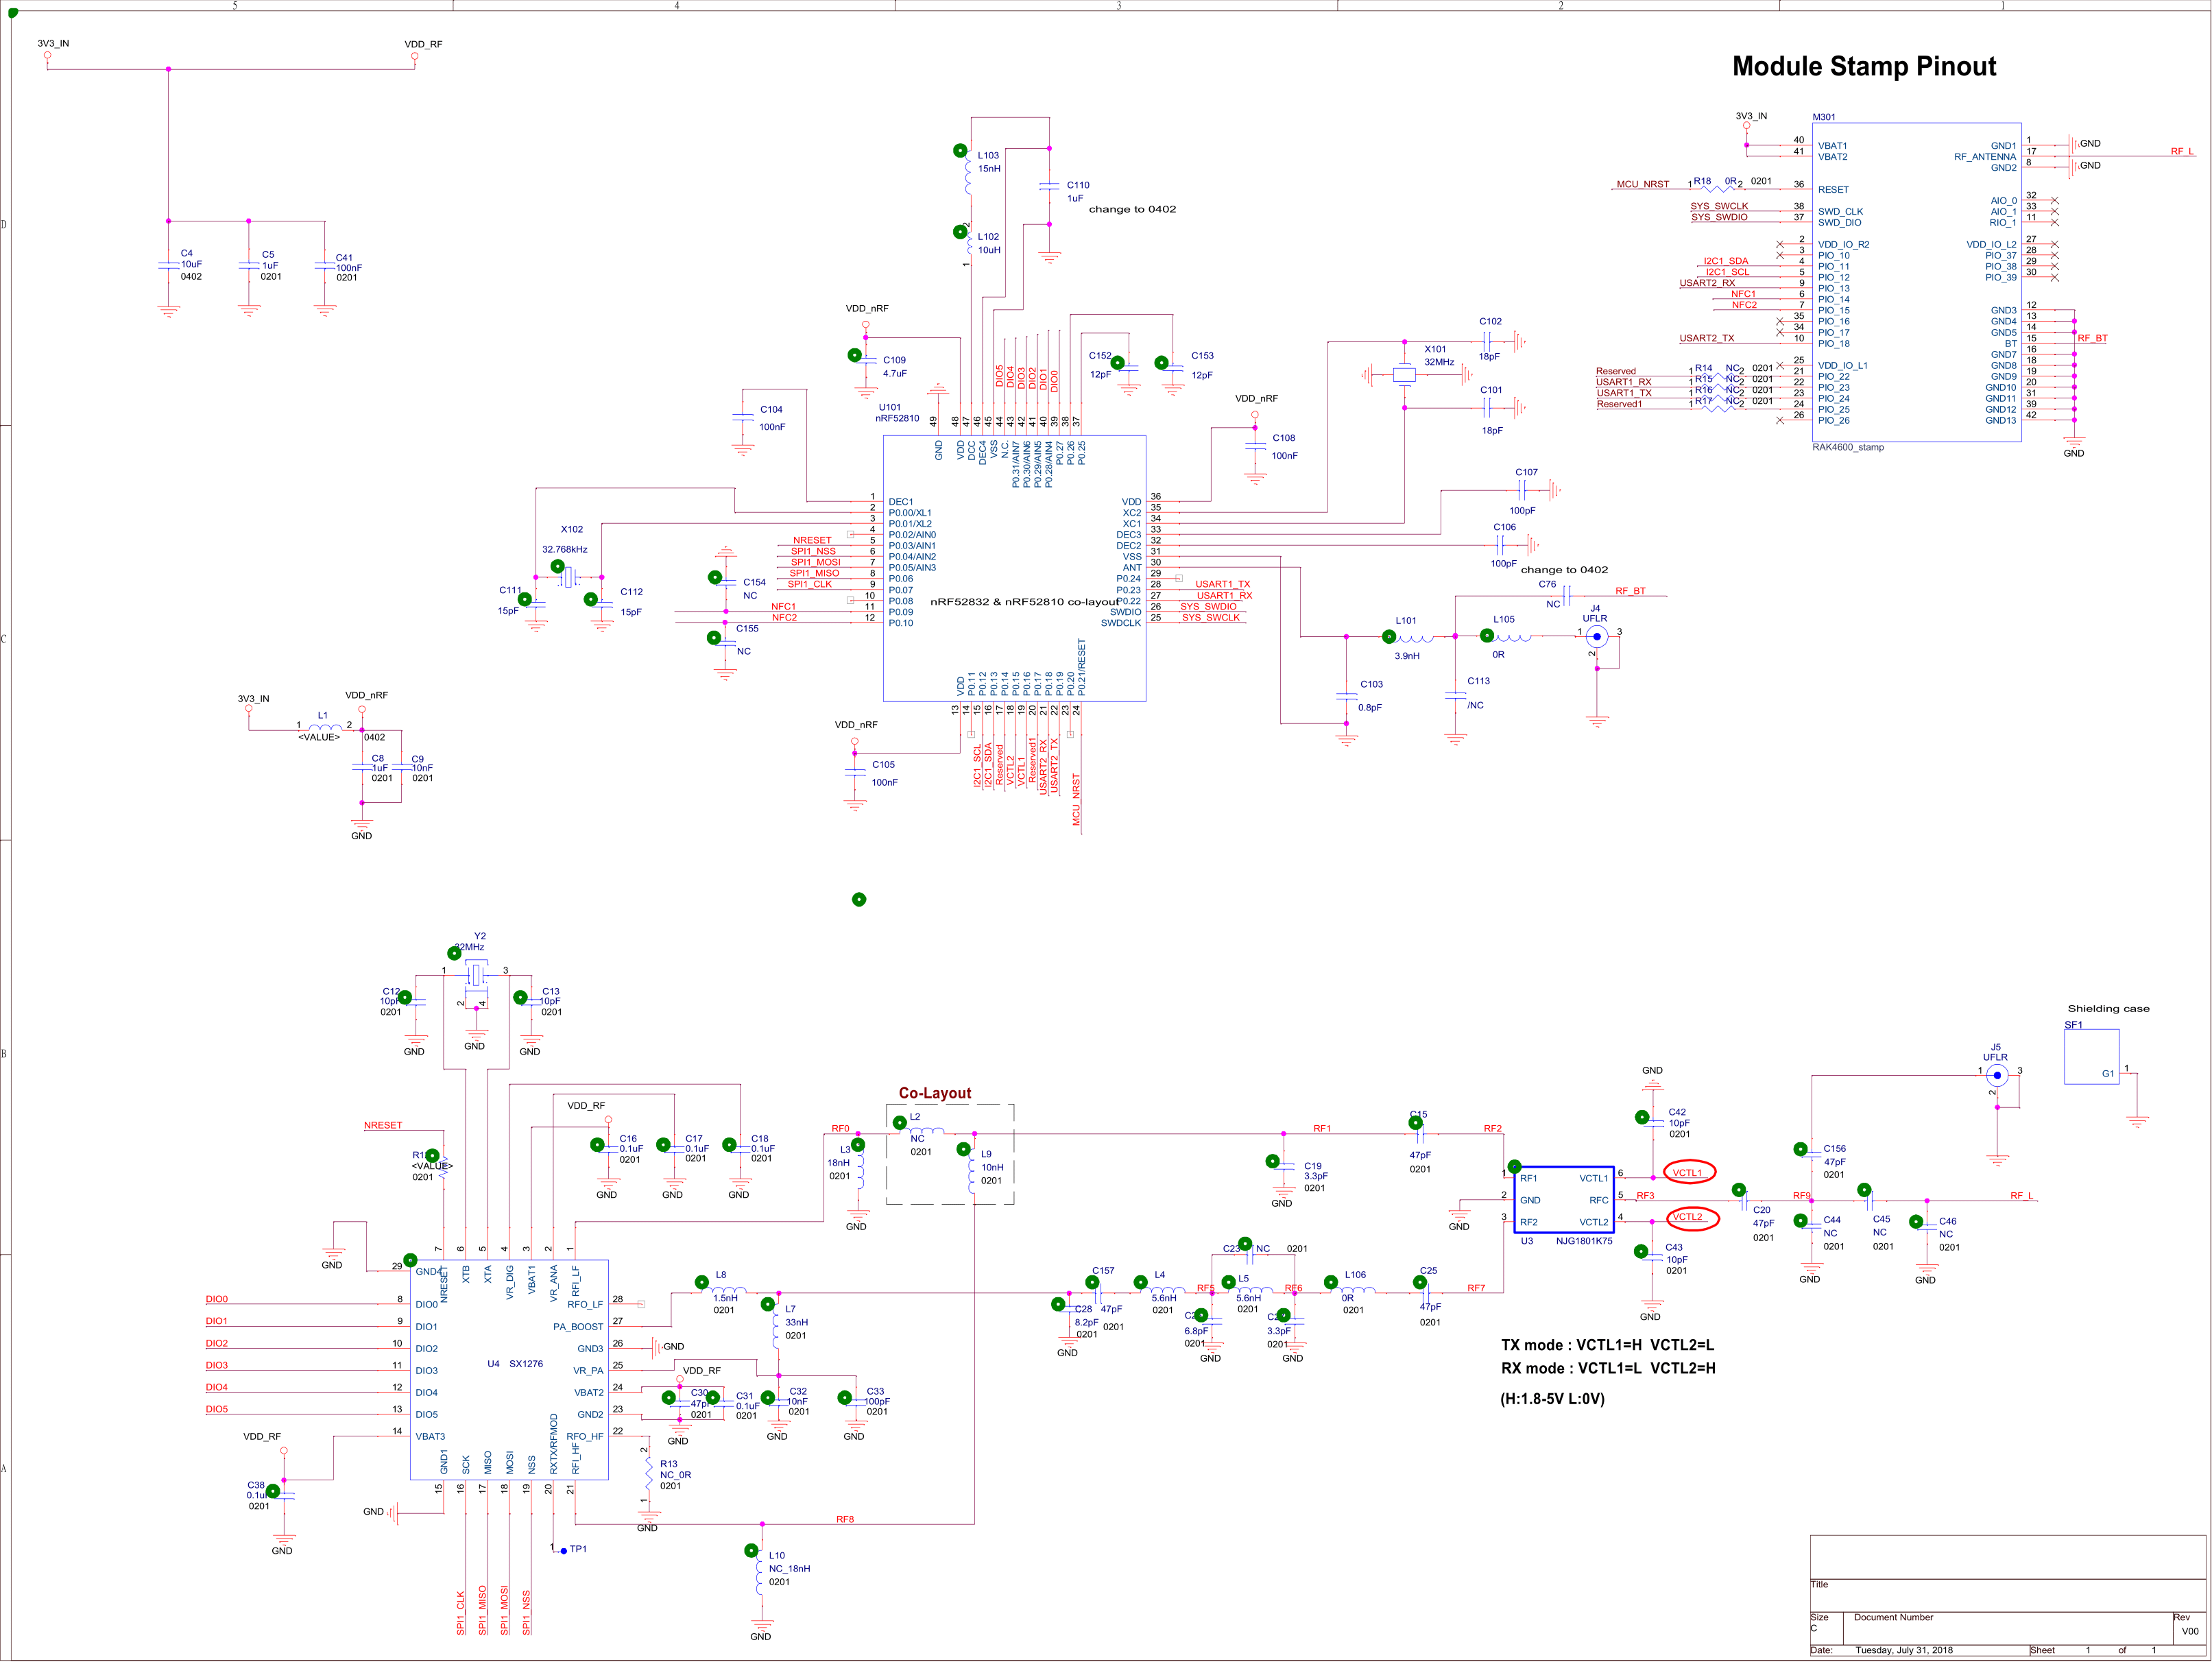 5
4
3
2
1
D
C
B
A
3V3_IN
VDD_RF
C4
10uF
0402
C5
1uF
0201
C41
100nF
0201
Module Stamp Pinout
3V3_IN
M301
40 VBAT1
41 VBAT2
MCU_NRST 1 R18 0R 2 0201 36 RESET
SYS_SWCLK 38 SWD_CLK
SYS_SWDIO 37 SWD_DIO
2 VDD_IO_R2
3 PIO_10
I2C1_SDA 4 PIO_11
I2C1_SCL 5 PIO_12
USART2_RX 9 PIO_13
NFC1 6 PIO_14
NFC2 7 PIO_15
35 PIO_16
34 PIO_17
USART2_TX 10 PIO_18
25 VDD_IO_L1
Reserved 1 R14 NC 2 0201 21 PIO_22
USART1_RX 1 R15 NC 2 0201 22 PIO_23
USART1_TX 1 R16 NC 2 0201 23 PIO_24
Reserved1 1 R17 NC 2 0201 24 PIO_25
26 PIO_26
GND1 1 GND
RF_ANTENNA 17 RF_L
GND2 8 GND
AIO_0 32
AIO_1 33
RIO_1 11
VDD_IO_L2 27
PIO_37 28
PIO_38 29
PIO_39 30
GND3 12
GND4 13
GND5 14
BT 15 RF_BT
GND7 16
GND8 18
GND9 19
GND10 20
GND11 31
GND12 39
GND13 42
GND
RAK4600_stamp
L103
15nH
2
L102
10uH
1
C110
1uF
change to 0402
VDD_nRF
C109
4.7uF
C104
100nF
U101
nRF52810
DIO5
DIO4
DIO3
DIO2
DIO1
DIO0
C152
12pF
C153
12pF
49 GND
48 VDD
47 DCC
46 DEC4
45 VSS
44 N.C.
43 P0.31/AIN7
42 P0.30/AIN6
41 P0.29/AIN5
40 P0.28/AIN4
39 P0.27
38 P0.26
37 P0.25
X101
32MHz
C102
18pF
C101
18pF
VDD_nRF
C108
100nF
C107
100pF
C106
100pF
change to 0402
1 DEC1
2 P0.00/XL1
3 P0.01/XL2
4 P0.02/AIN0
NRESET 5 P0.03/AIN1
SPI1_NSS 6 P0.04/AIN2
SPI1_MOSI 7 P0.05/AIN3
SPI1_MISO 8 P0.06
SPI1_CLK 9 P0.07
10 P0.08
NFC1 11 P0.09
NFC2 12 P0.10
nRF52832 & nRF52810 co-layout
VDD 36
XC2 35
XC1 34
DEC3 33
DEC2 32
VSS 31
ANT 30
P0.24 29
P0.23 28 USART1_TX
P0.22 27 USART1_RX
SWDIO 26 SYS_SWDIO
SWDCLK 25 SYS_SWCLK
X102
32.768kHz
C111
15pF
C112
15pF
C154
NC
C155
NC
C76
NC
RF_BT
J4
UFLR
1
3
2
L101
3.9nH
L105
0R
C103
0.8pF
C113
/NC
VDD 13
P0.11 14
P0.12 15 I2C1_SCL
P0.13 16 I2C1_SDA
P0.14 17 Reserved
P0.15 18 VCTL2
P0.16 19 VCTL1
P0.17 20 Reserved1
P0.18 21 USART2_RX
P0.19 22 USART2_TX
P0.20 23
P0.21/RESET 24 MCU_NRST
VDD_nRF
C105
100nF
3V3_IN
L1
1 2
<VALUE>
VDD_nRF
0402
C8
1uF
0201
C9
10nF
0201
GND
Y2
32MHz
1 3
2 4
C12
10pF
0201
GND
GND
C13
10pF
0201
GND
NRESET
<VALUE>
0201
VDD_RF
C16
0.1uF
0201
GND
C17
0.1uF
0201
GND
C18
0.1uF
0201
GND
GND
29 GND4
7 NRESET
6 XTB
5 XTA
4 VR_DIG
3 VBAT1
2 VR_ANA
1 RFI_LF
DIO0 8 DIO0
DIO1 9 DIO1
DIO2 10 DIO2
DIO3 11 DIO3
DIO4 12 DIO4
DIO5 13 DIO5
14 VBAT3
U4 SX1276
RFO_LF 28
PA_BOOST 27
GND3 26 GND
VR_PA 25
VBAT2 24
GND2 23
RFO_HF 22
GND1 15
SCK 16 SPI1_CLK
MISO 17 SPI1_MISO
MOSI 18 SPI1_MOSI
NSS 19 SPI1_NSS
RXTX/RFMOD 20
RFI_HF 21
VDD_RF
C38
0201
GND
GND
1 TP1
Co-Layout
RF0
L3
18nH
0201
GND
L2
NC
0201
L9
10nH
0201
L8
1.5nH
0201
L7
33nH
0201
VDD_RF
C30
0201
C31
0.1uF
0201
GND
C32
10nF
0201
GND
C33
100pF
0201
GND
2
R13
NC_0R
0201
1
GND
RF8
L10
NC_18nH
0201
GND
RF1
C19
3.3pF
0201
GND
C15
47pF
0201
RF2
C28
8.2pF
0201
GND
C157
47pF
0201
L4
5.6nH
0201
RF5
NC
0201
L5
5.6nH
0201
RF6
6.8pF
0201
GND
3.3pF
0201
GND
L106
0R
0201
C25
47pF
0201
RF7
1 RF1
2 GND
3 RF2
VCTL1 6 VCTL1
RFC 5 RF3
VCTL2 4 VCTL2
GND
U3 NJG1801K75
GND
C42
10pF
0201
C43
10pF
0201
GND
C20
47pF
0201
RF9
C156
47pF
0201
C44
NC
0201
GND
C45
NC
0201
C46
NC
0201
GND
RF_L
J5
UFLR
1
3
2
Shielding case
SF1
G1 1
TX mode : VCTL1=H VCTL2=L
RX mode : VCTL1=L VCTL2=H
(H:1.8-5V L:0V)
Title
Size
C
Document Number
Rev
V00
Date: Tuesday, July 31, 2018
Sheet 1 of 1